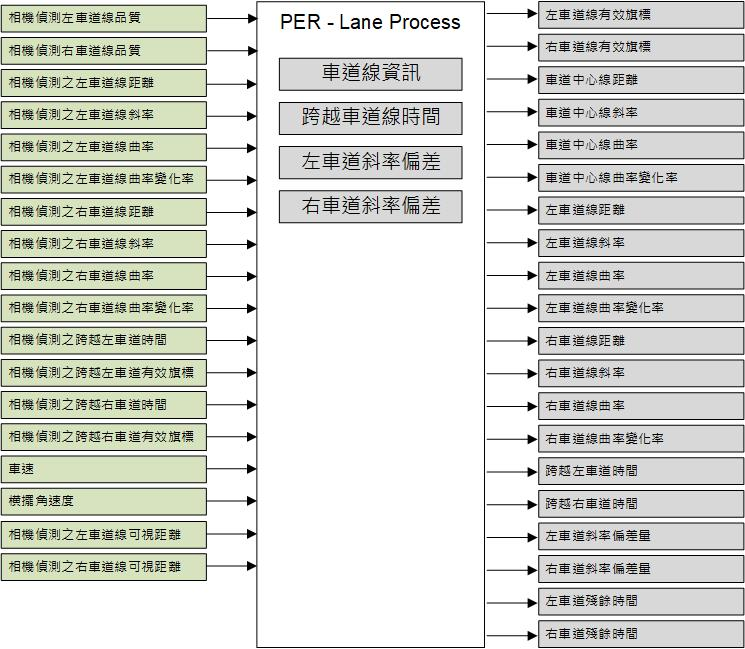 相機偵測左車道線品質
相機偵測右車道線品質
相機偵測之左車道線距離
相機偵測之左車道線斜率
相機偵測之左車道線曲率
相機偵測之左車道線曲率變化率
相機偵測之右車道線距離
相機偵測之右車道線斜率
相機偵測之右車道線曲率
相機偵測之右車道線曲率變化率
相機偵測之跨越左車道時間
相機偵測之跨越左車道有效旗標
相機偵測之跨越右車道時間
相機偵測之跨越右車道有效旗標
車速
橫擺角速度
相機偵測之左車道線可視距離
相機偵測之右車道線可視距離
PER - Lane Process
車道線資訊
跨越車道線時間
左車道斜率偏差
右車道斜率偏差
左車道線有效旗標
右車道線有效旗標
車道中心線距離
車道中心線斜率
車道中心線曲率
車道中心線曲率變化率
左車道線距離
左車道線斜率
左車道線曲率
左車道線曲率變化率
右車道線距離
右車道線斜率
右車道線曲率
右車道線曲率變化率
跨越左車道時間
跨越右車道時間
左車道斜率偏差量
右車道斜率偏差量
左車道殘餘時間
右車道殘餘時間